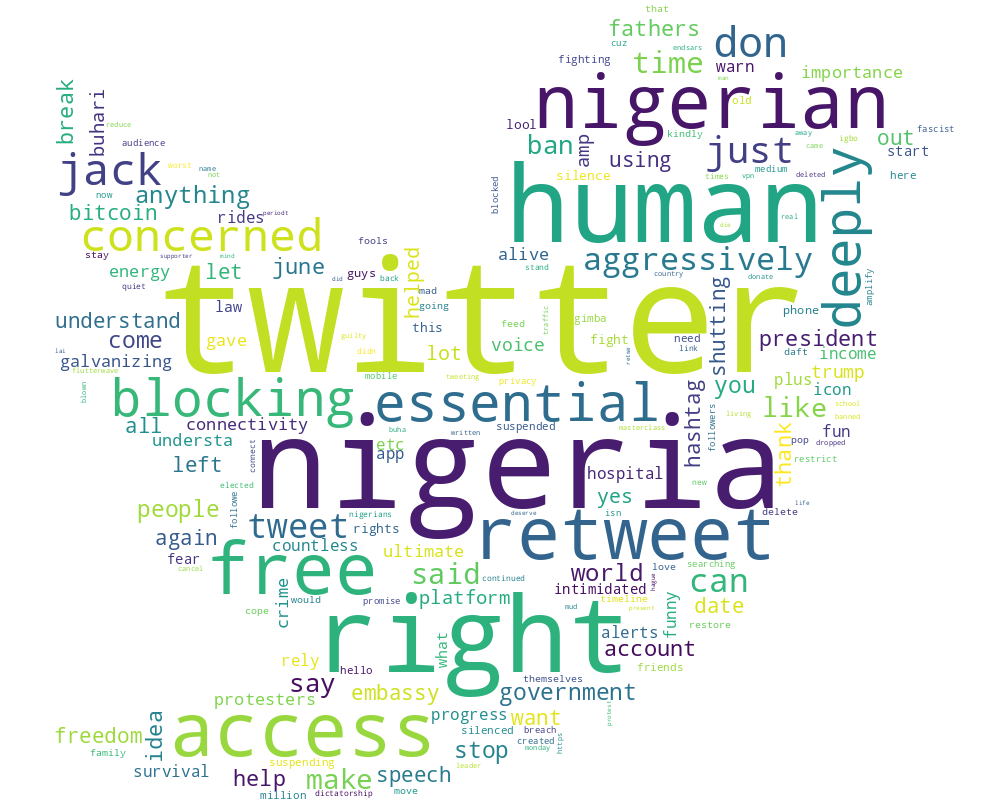 that
fathers
cuz
endsars
don
fighting
time
warn
importance
man
nigerian
old
break
buhari
reduce
lool
amp
kindly
away
igbo
fascist
audience
ban
using
just
came
out
start
jack
worst
name
not
silence
times
vpn
medium
deleted
here
now
anything
blocked
human
deeply
bitcoin
rides
periodt
real
die
concerned
fools
stay
supporter
mind
alive
aggressively
energy
let
june
guys
helped
stand
country
donate
amplify
quiet
did
back
mad
going
twitter
law
gimba
phone
understand
this
traffic
shutting
come
gave
guilty
feed
voice
fight
need
president
lai
galvanizing
didn
lot
link
daft
income
flutterwave
mobile
tweeting
privacy
retwe
you
plus
trump
blown
blocking
essential
icon
school
like
banned
living
all
connectivity
buha
written
suspended
masterclass
hashtag
followers
thank
fun
understa
etc
pop
dropped
connect
app
nigeria
left
hospital
restrict
elected
yes
new
life
people
followe
nigerians
deserve
isn
delete
tweet
rights
retweet
again
countless
ultimate
fear
free
love
searching
cancel
said
continued
world
can
hague
crime
would
promise
platform
intimidated
timeline
date
cope
mud
present
right
funny
restore
alerts
what
account
rely
hello
friends
say
themselves
embassy
government
protesters
progress
want
protest
freedom
idea
access
silenced
breach
created
https
family
stop
monday
survival
suspending
leader
help
make
speech
million
dictatorship
move